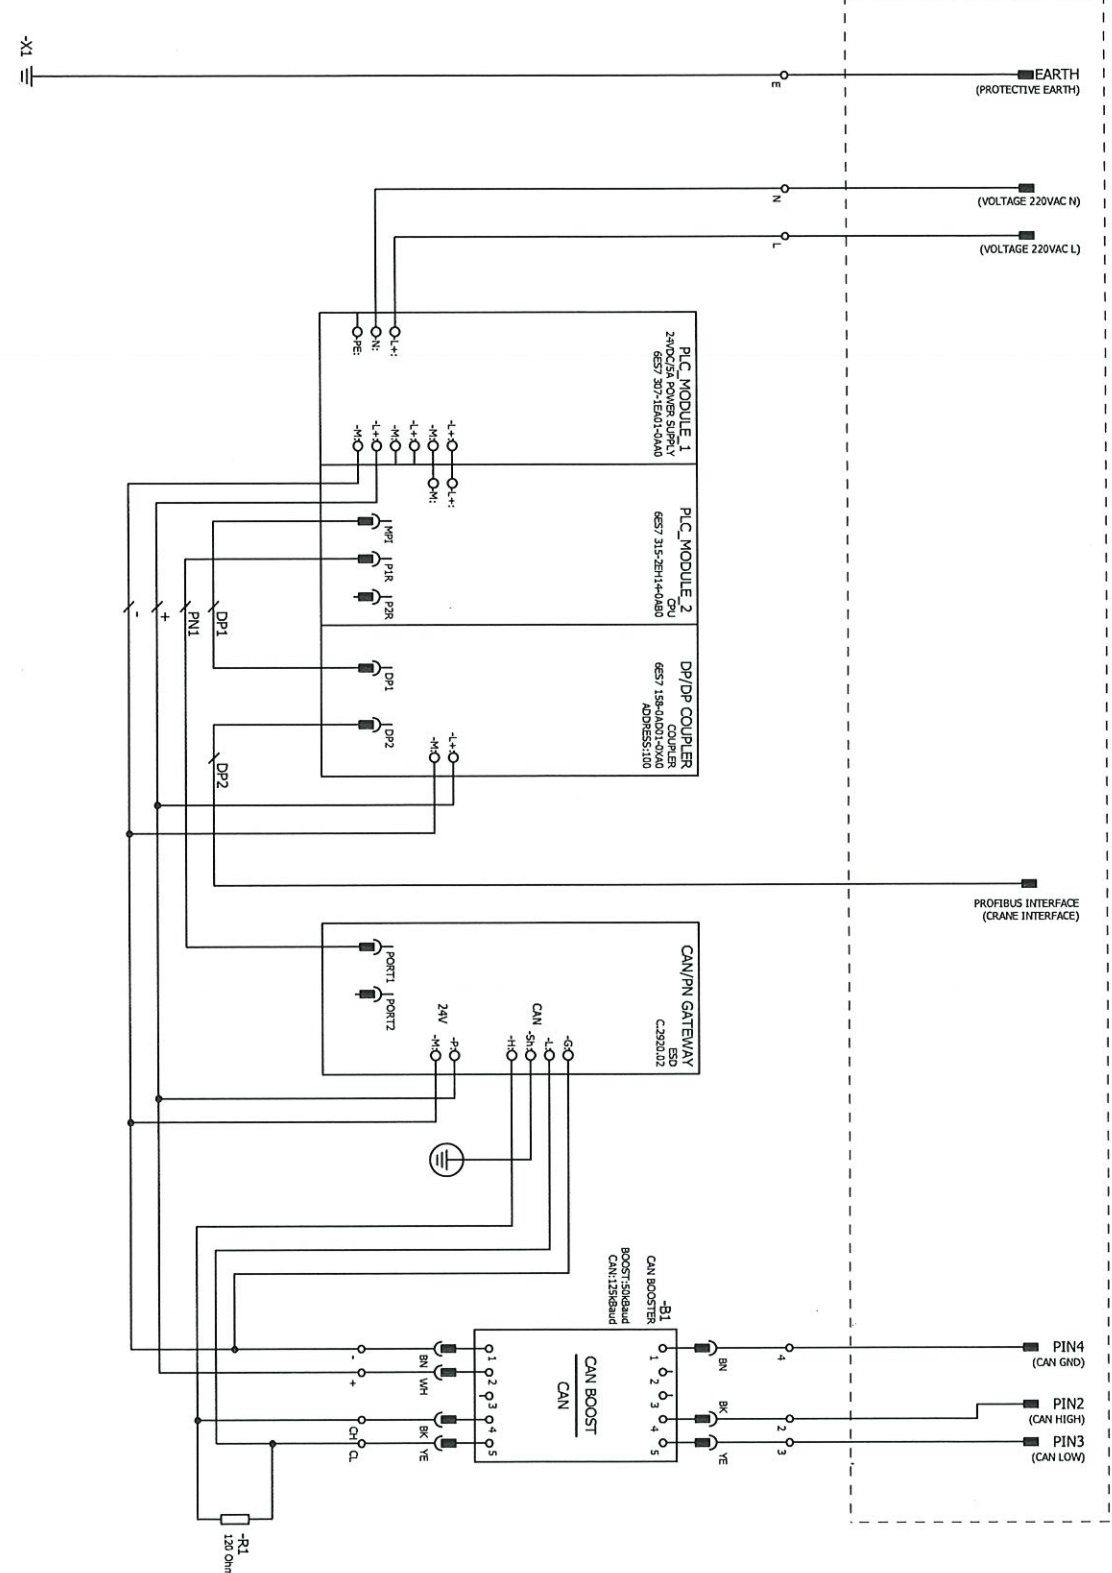 -X1
EARTH
(PROTECTIVE EARTH)
E
N
(VOLTAGE 220VAC N)
L
(VOLTAGE 220VAC L)
PLC_MODULE_1
24VDC/5A POWER SUPPLY
6ES7 307-1EA01-0AA0
-L+:
-N:
-PE:
-L+:
-M:
-L+:
-M:
-L+:
-M:
-L+:
-M:
PLC_MODULE_2
CPU
6ES7 315-2EH14-0AB0
MPI
P1R
P2R
-
+
PN1
DP1
DP/DP COUPLER
COUPLER
6ES7 158-0AD01-0XA0
ADDRESS:100
DP1
DP2
-L+:
-M:
DP2
PROFIBUS INTERFACE
(CRANE INTERFACE)
CAN/PN GATEWAY
ESD
C.2920.02
PORT1
PORT2
24V
CAN
-M:
-P:
-H:
-Sh:
-L:
-G:
-B1
CAN BOOSTER
BOOST:50kBaud
CAN:125kBaud
CAN BOOST
CAN
1
2
3
4
5
1
2
3
4
5
BN
WH
BK
YE
-
+
CH
CL
BN
BK
YE
4
2
3
PIN4
(CAN GND)
PIN2
(CAN HIGH)
PIN3
(CAN LOW)
-R1
120 Ohm